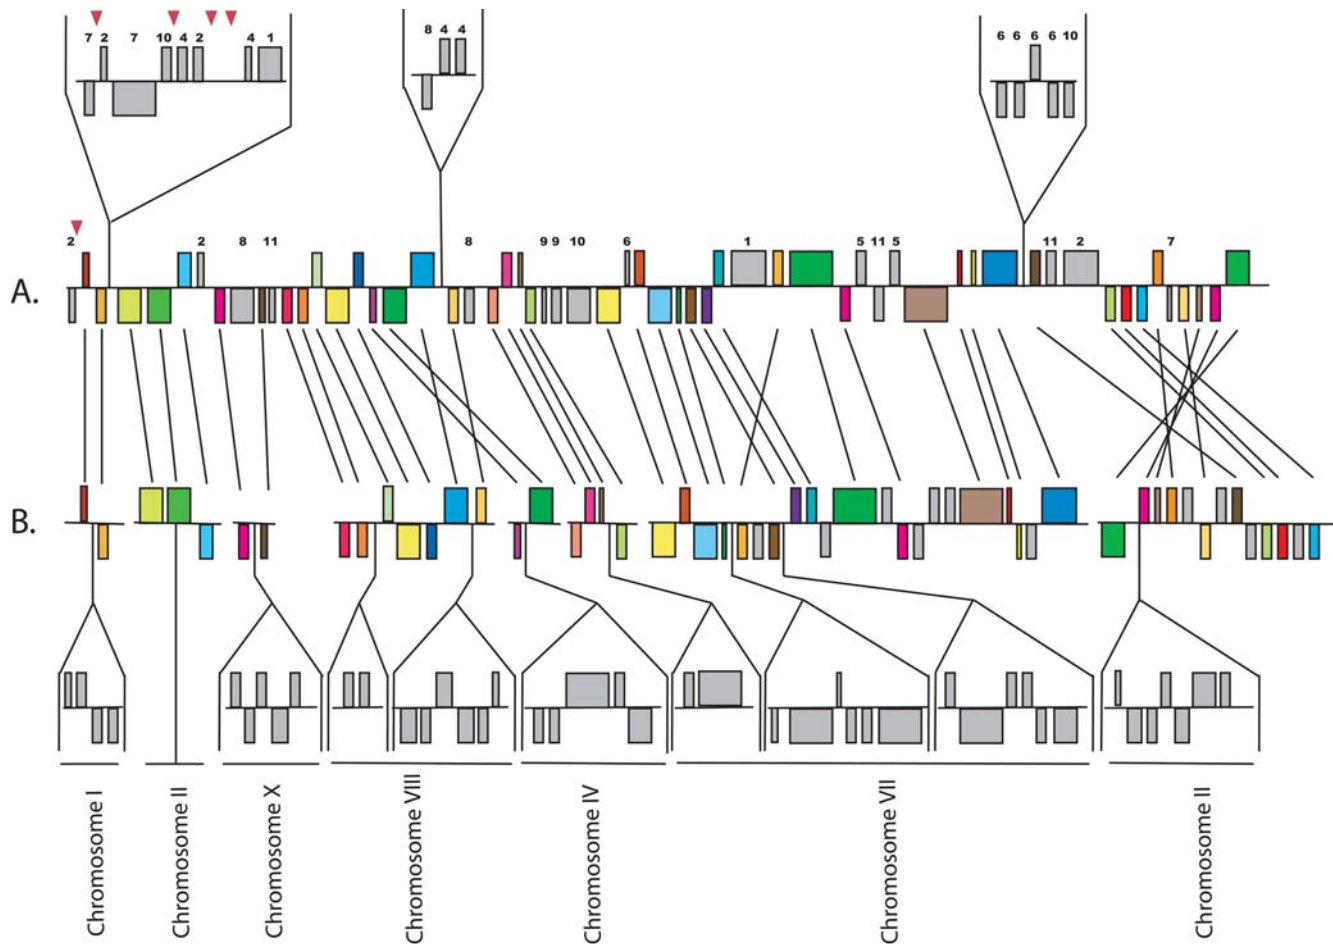 7 2 7 10 4 2 4 1
8 4 4
6 6 6 6 10
2 2 8 11 8 9 9 10 6 1 5 11 5 11 2 7
A.
B.
Chromosome I
Chromosome II
Chromosome X
Chromosome VIII
Chromosome IV
Chromosome VII
Chromosome II